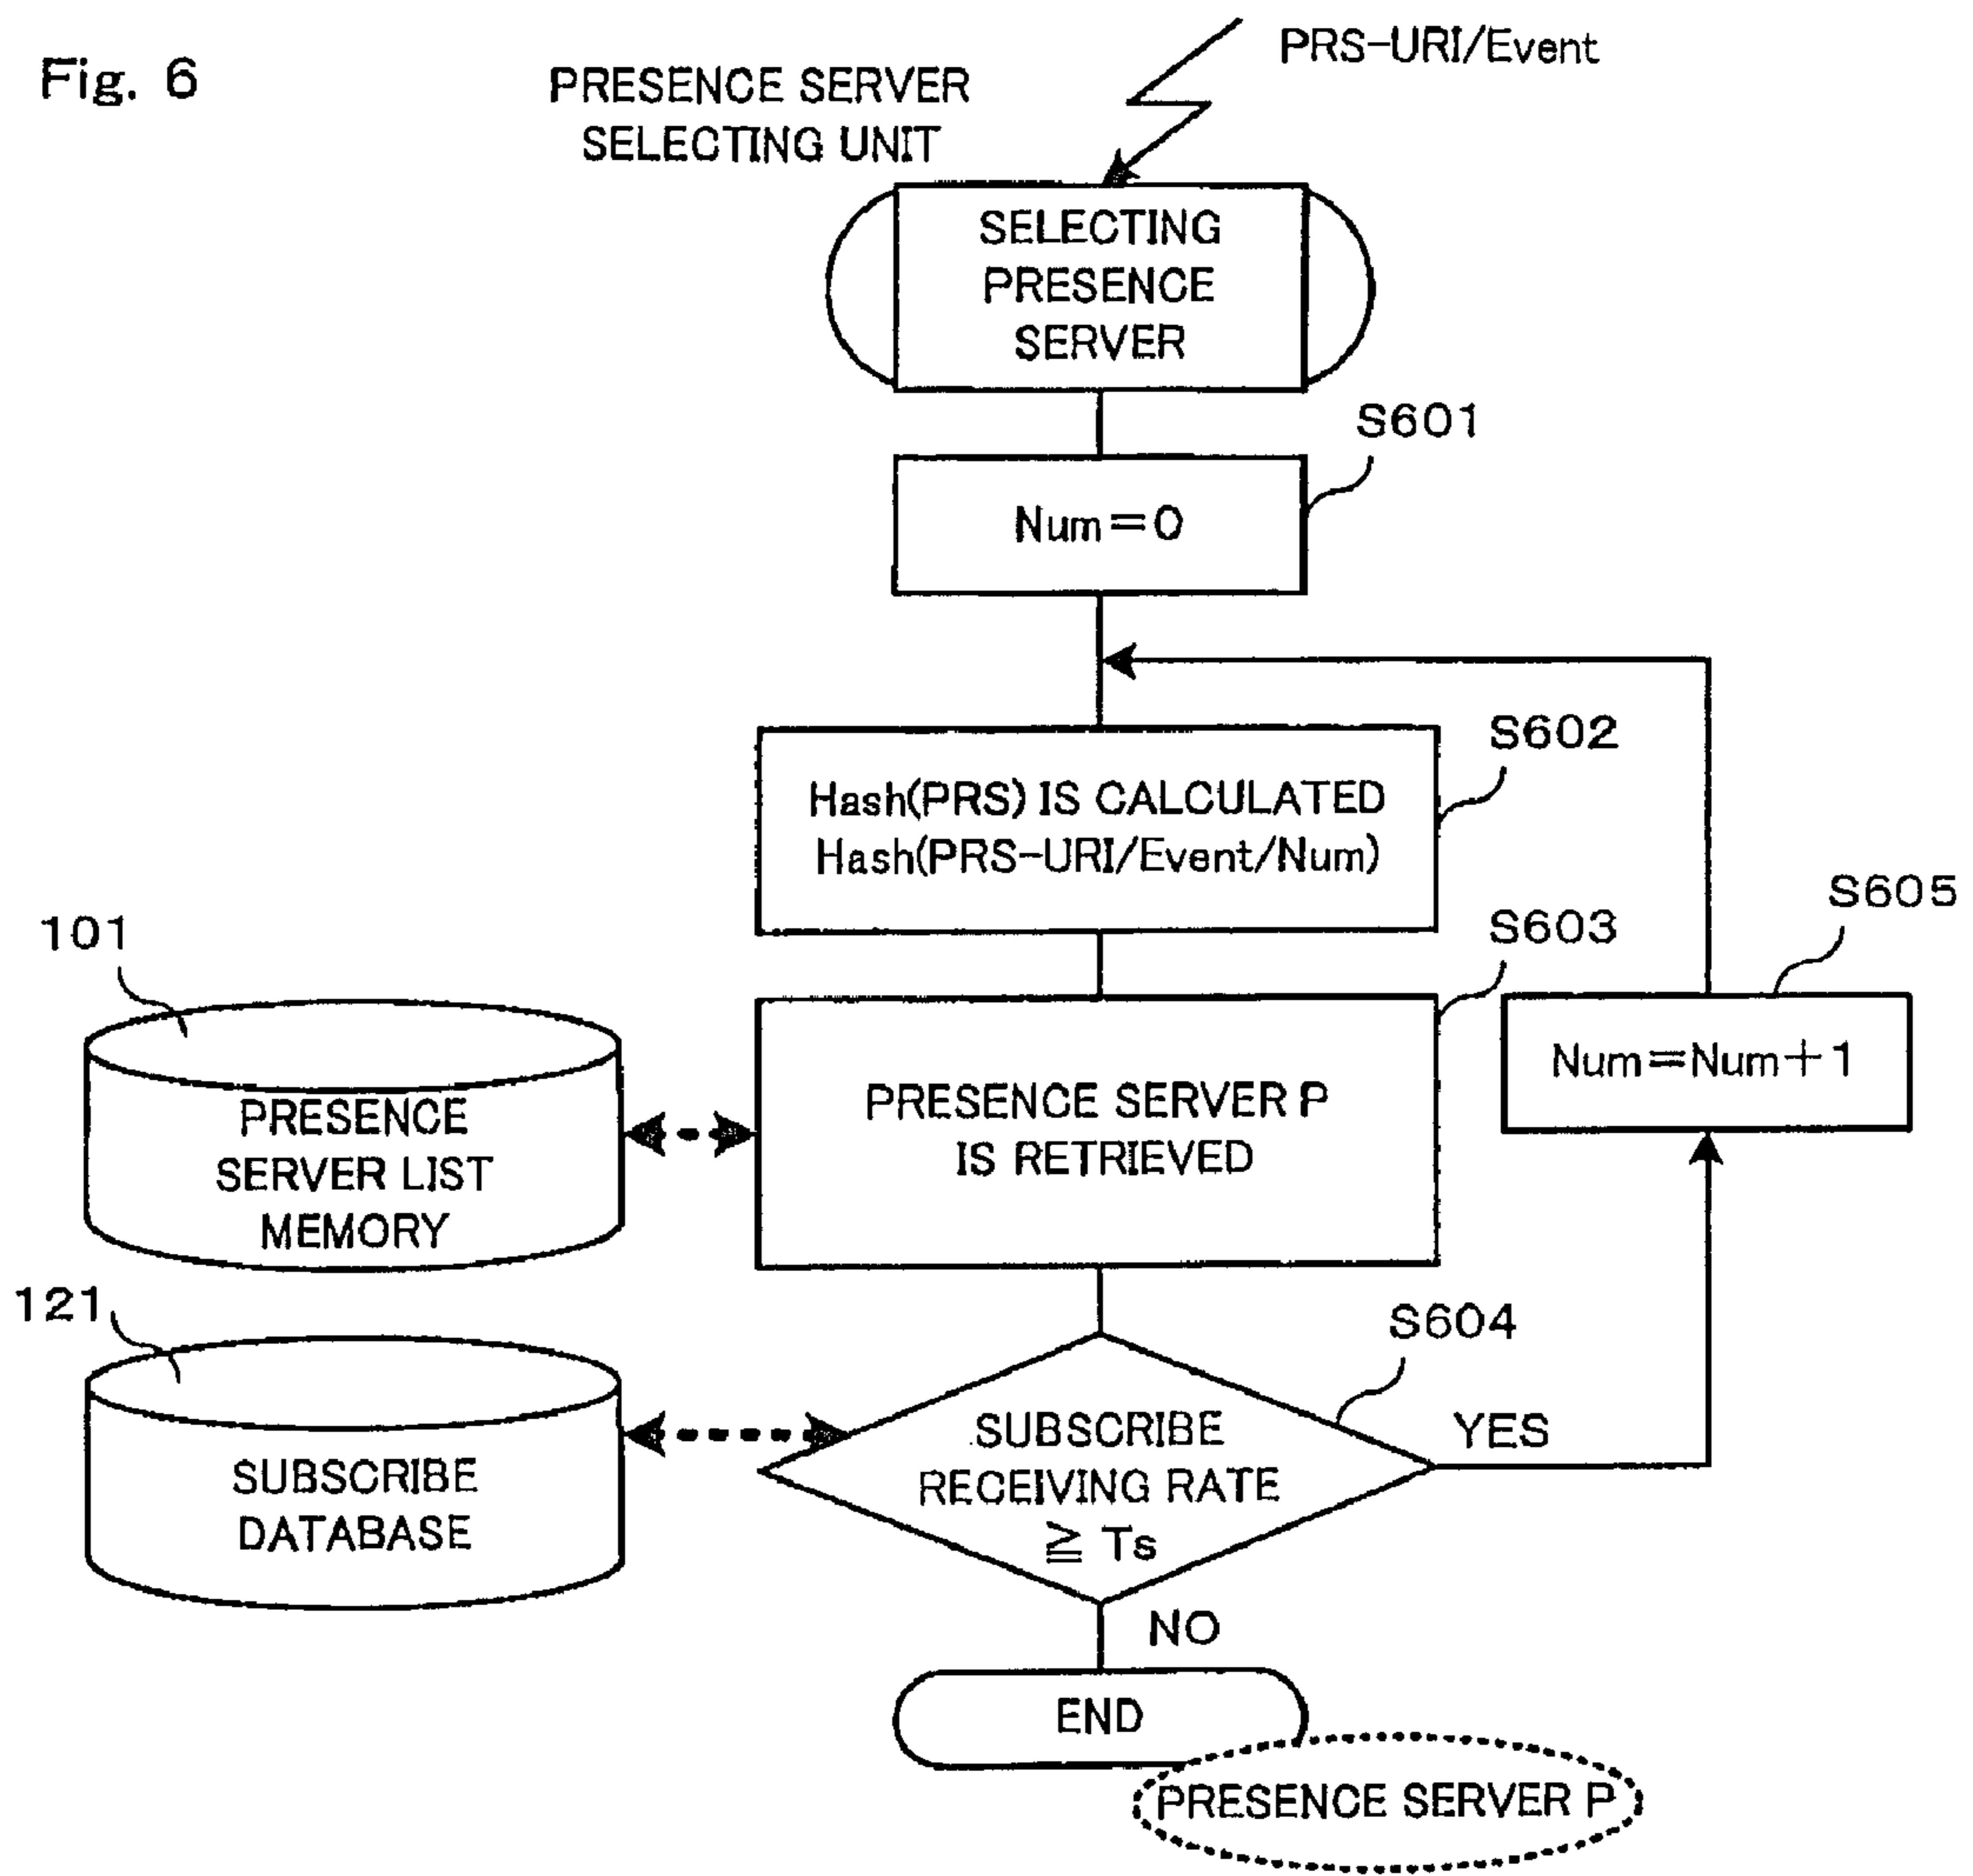 Fig. 6
PRS-URI/Event
PRESENCE SERVER
SELECTING UNIT
SELECTING
PRESENCE
SERVER
S601
Num=0
S602
Hash(PRS) IS CALCULATED
Hash(PRS-URI/Event/Num)
S605
S603
101
Num=Num+1
PRESENCE
SERVER LIST
MEMORY
PRESENCE SERVER P
IS RETRIEVED
121
S604
SUBSCRIBE
DATABASE
SUBSCRIBE
RECEIVING RATE
≧ Ts
YES
NO
END
PRESENCE SERVER P